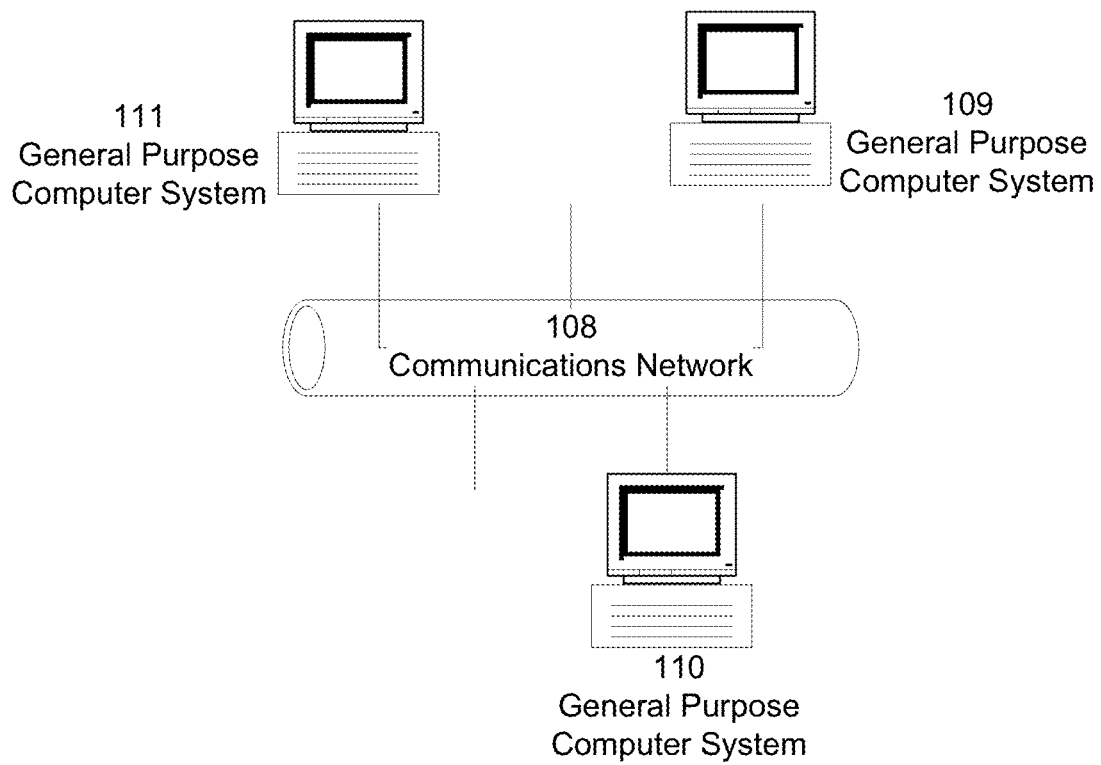 111
General Purpose
Computer System
109
General Purpose
Computer System
108
Communications Network
110
General Purpose
Computer System